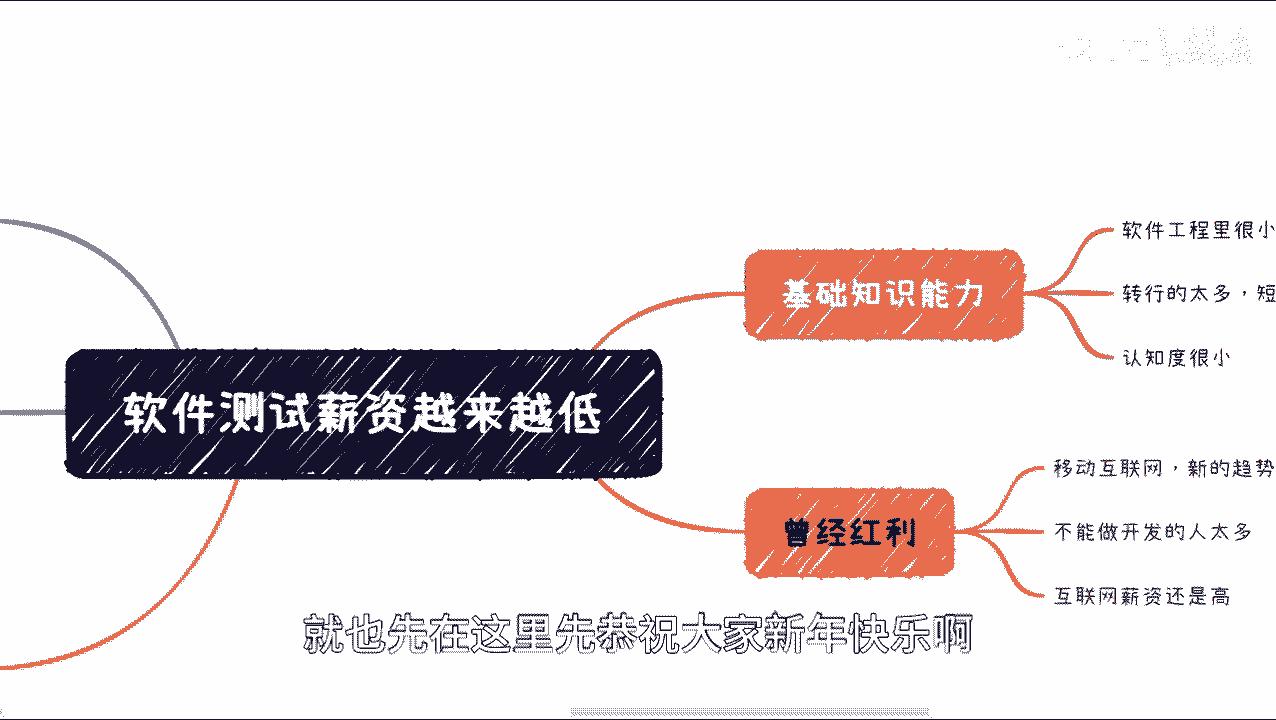 软件工程里很小
基础知识能力
转行的太多，短
认知度很小
软件测试薪资越来越低
移动互联网，新的趋势
曾经红利
不能做开发的人太多
互联网薪资还是高
就也先在这里先恭祝大家新年快乐啊